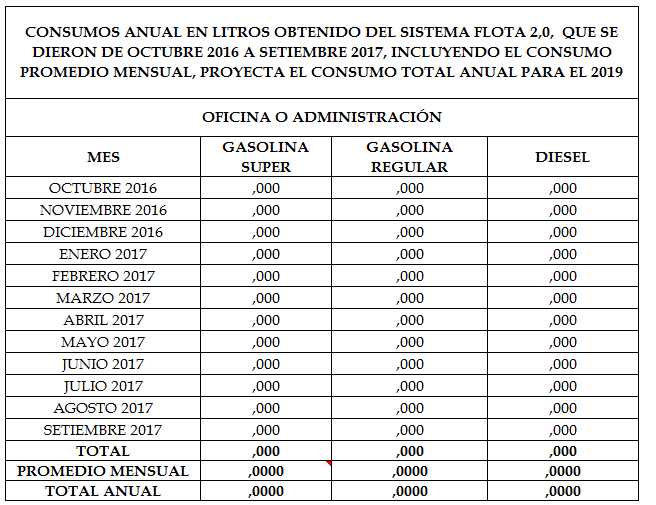 CONSUMOS ANUAL EN LITROS OBTENIDO DEL SISTEMA FLOTA 2,0,  QUE SE
DIERON DE OCTUBRE 2016 A SETIEMBRE 2017, INCLUYENDO EL CONSUMO
PROMEDIO MENSUAL, PROYECTA EL CONSUMO TOTAL ANUAL PARA EL 2019
OFICINA O ADMINISTRACIÓN
MES GASOLINA SUPER GASOLINA REGULAR DIESEL
OCTUBRE 2016 ,000 ,000 ,000
NOVIEMBRE 2016 ,000 ,000 ,000
DICIEMBRE 2016 ,000 ,000 ,000
ENERO 2017 ,000 ,000 ,000
FEBRERO 2017 ,000 ,000 ,000
MARZO 2017 ,000 ,000 ,000
ABRIL 2017 ,000 ,000 ,000
MAYO 2017 ,000 ,000 ,000
JUNIO 2017 ,000 ,000 ,000
JULIO 2017 ,000 ,000 ,000
AGOSTO 2017 ,000 ,000 ,000
SETIEMBRE 2017 ,000 ,000 ,000
TOTAL ,000 ,000 ,000
PROMEDIO MENSUAL ,0000 ,0000 ,0000
TOTAL ANUAL ,0000 ,0000 ,0000